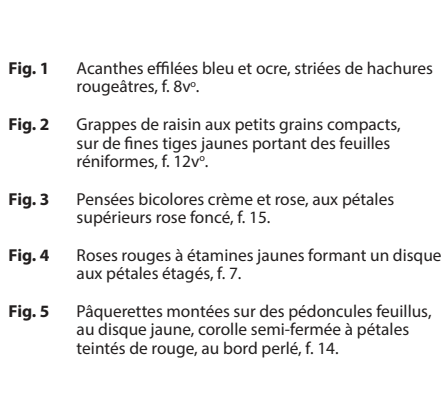 Fig. 1 Acanthes effilées bleu et ocre, striées de hachures
rougeâtres, f. 8vº.
Fig. 2 Grappes de raisin aux petits grains compacts,
sur de fines tiges jaunes portant des feuilles
réniformes, f. 12vº.
Fig. 3 Pensées bicolores crème et rose, aux pétales
supérieurs rose foncé, f. 15.
Fig. 4 Roses rouges à étamines jaunes formant un disque
aux pétales étagés, f. 7.
Fig. 5 Pâquerettes montées sur des pédoncules feuillus,
au disque jaune, corolle semi-fermée à pétales
teintés de rouge, au bord perlé, f. 14.